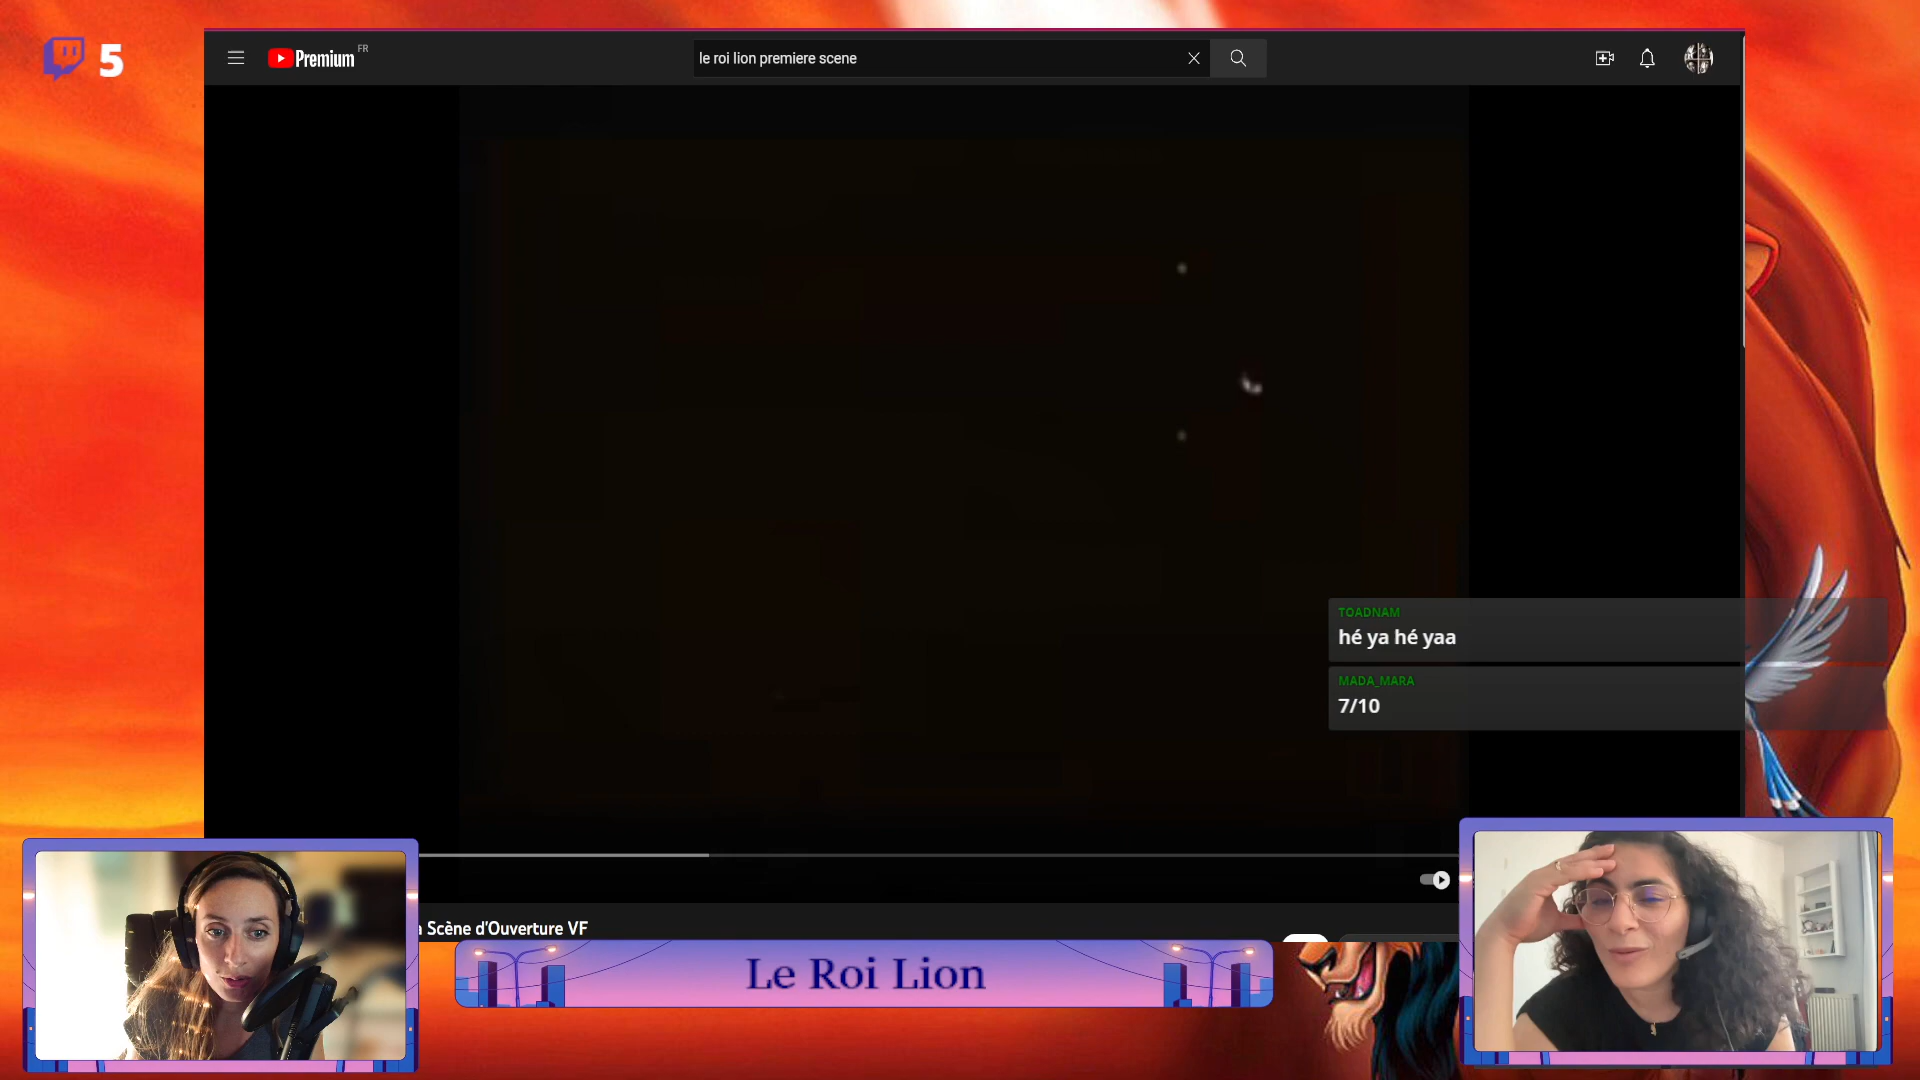 5
Premium FR
le roi lion premiere scene
TOADNAM
hé ya hé yaa
MADA_MARA
7/10
Scène d'Ouverture VF
Le Roi Lion